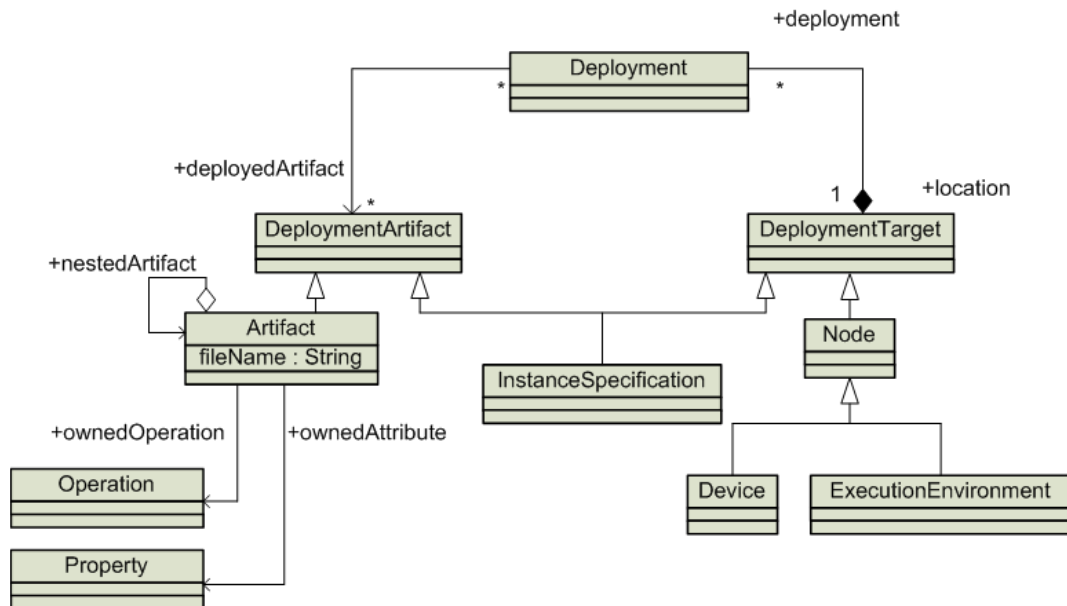 +deployment
Deployment
*
*
+deployedArtifact
*
1
+location
DeploymentArtifact
DeploymentTarget
+nestedArtifact
Artifact
fileName : String
Node
InstanceSpecification
+ownedOperation
+ownedAttribute
Operation
Device
ExecutionEnvironment
Property